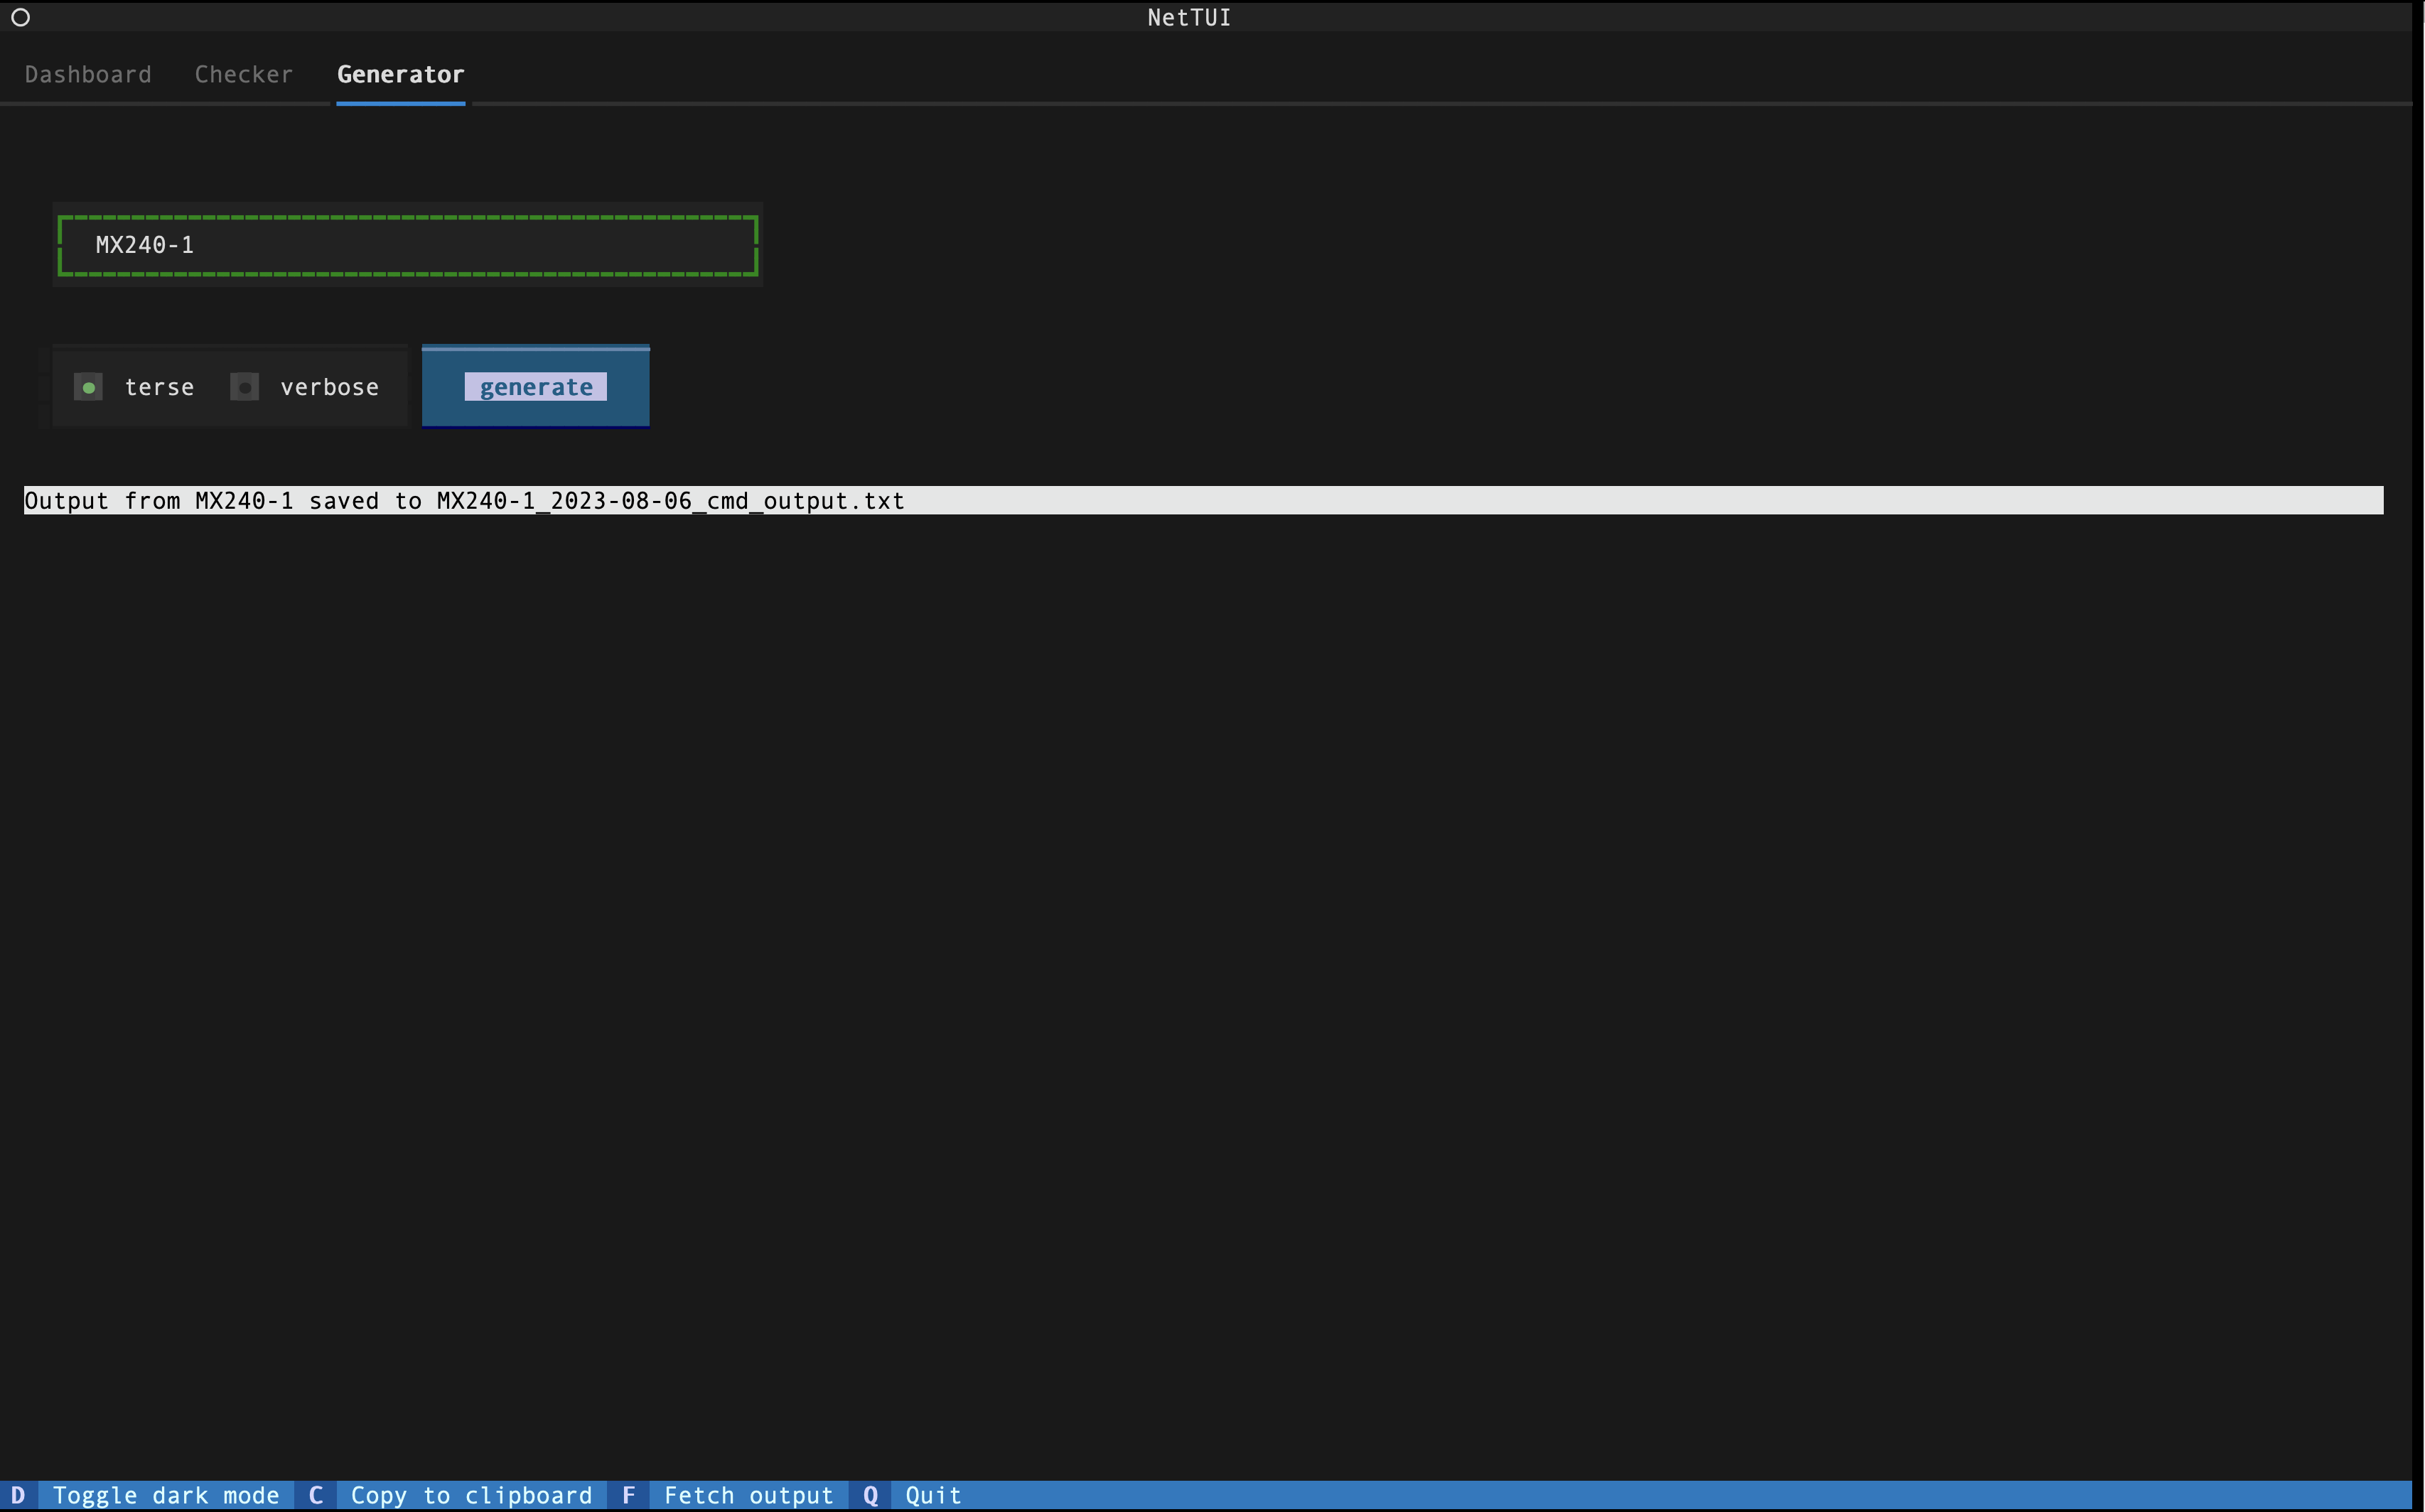 NetTUI
Dashboard Checker Generator
MX240-1
terse verbose generate
Output from MX240-1 saved to MX240-1_2023-08-06_cmd_output.txt
D Toggle dark mode C Copy to clipboard F Fetch output Q Quit